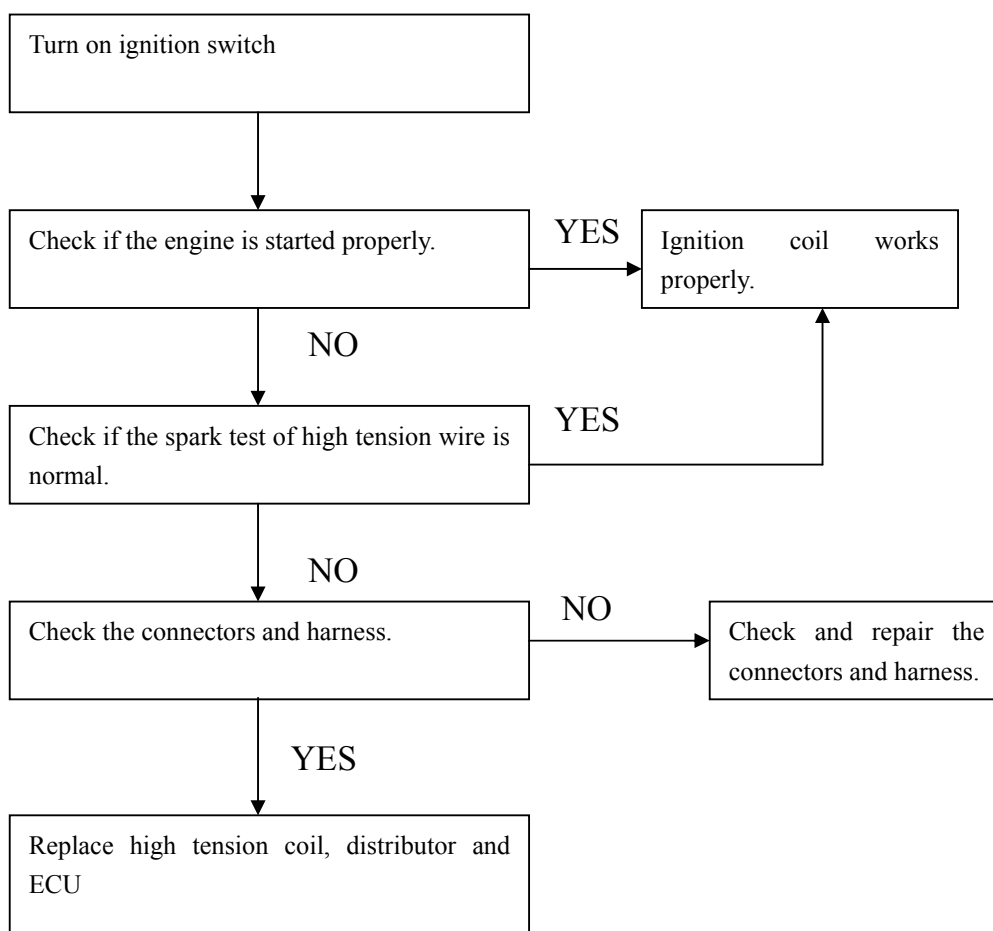 Turn on ignition switch
Check if the engine is started properly.
YES
Ignition coil works
properly.
NO
Check if the spark test of high tension wire is
normal.
YES
NO
Check the connectors and harness.
NO
Check and repair the
connectors and harness.
YES
Replace high tension coil, distributor and
ECU